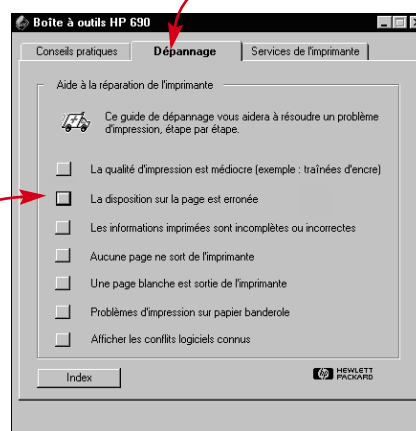 Boîte à outils HP 690
Conseils pratiques
Dépannage
Services de l'imprimante
Aide à la réparation de l'imprimante
Ce guide de dépannage vous aidera à résoudre un problème
d'impression, étape par étape.
La qualité d'impression est médiocre (exemple : traînées d'encre)
La disposition sur la page est erronée
Les informations imprimées sont incomplètes ou incorrectes
Aucune page ne sort de l'imprimante
Une page blanche est sortie de l'imprimante
Problèmes d'impression sur papier banderole
Afficher les conflits logiciels connus
Index
hp HEWLETT
PACKARD